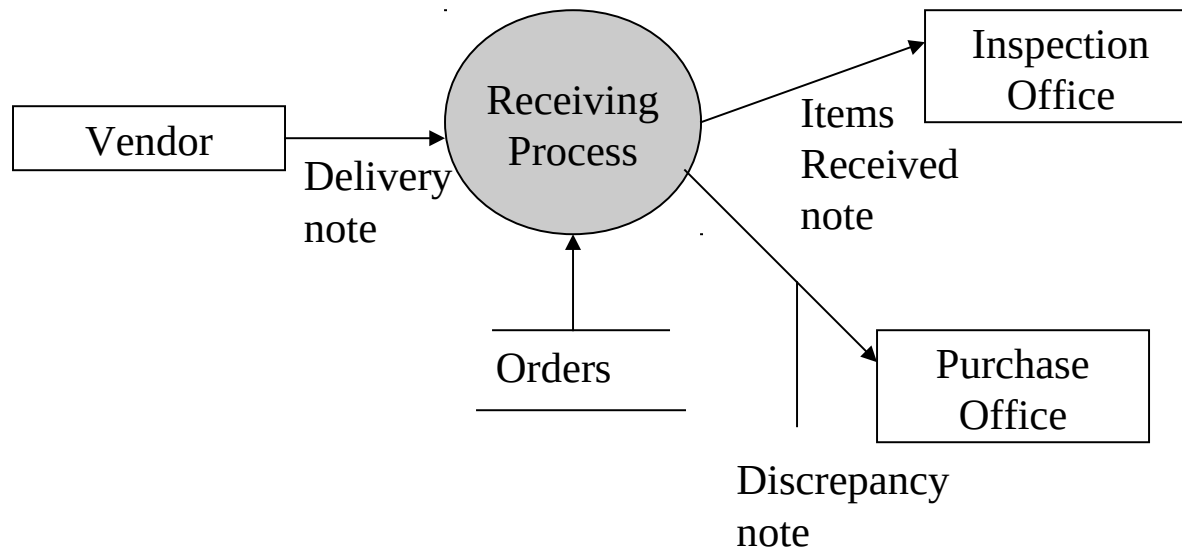 Vendor
Delivery
note
Receiving
Process
Orders
Items
Received
note
Inspection
Office
Discrepancy
note
Purchase
Office